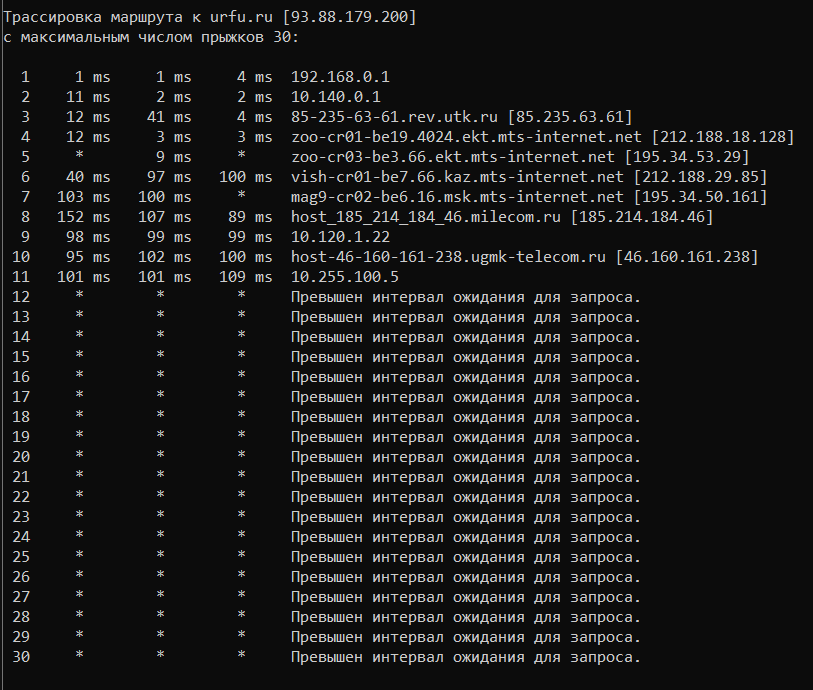 Трассировка маршрута к urfu.ru [93.88.179.200]
с максимальным числом прыжков 30:
1 1 ms 1 ms 4 ms 192.168.0.1
2 11 ms 2 ms 2 ms 10.140.0.1
3 12 ms 41 ms 4 ms 85-235-63-61.rev.utk.ru [85.235.63.61]
4 12 ms 3 ms 3 ms zoo-cr01-be19.4024.ekt.mts-internet.net [212.188.18.128]
5 * 9 ms * zoo-cr03-be3.66.ekt.mts-internet.net [195.34.53.29]
6 40 ms 97 ms 100 ms vish-cr01-be7.66.kaz.mts-internet.net [212.188.29.85]
7 103 ms 100 ms * mag9-cr02-be6.16.msk.mts-internet.net [195.34.50.161]
8 152 ms 107 ms 89 ms host_185_214_184_46.milecom.ru [185.214.184.46]
9 98 ms 99 ms 99 ms 10.120.1.22
10 95 ms 102 ms 100 ms host-46-160-161-238.ugmk-telecom.ru [46.160.161.238]
11 101 ms 101 ms 109 ms 10.255.100.5
12 * * * Превышен интервал ожидания для запроса.
13 * * * Превышен интервал ожидания для запроса.
14 * * * Превышен интервал ожидания для запроса.
15 * * * Превышен интервал ожидания для запроса.
16 * * * Превышен интервал ожидания для запроса.
17 * * * Превышен интервал ожидания для запроса.
18 * * * Превышен интервал ожидания для запроса.
19 * * * Превышен интервал ожидания для запроса.
20 * * * Превышен интервал ожидания для запроса.
21 * * * Превышен интервал ожидания для запроса.
22 * * * Превышен интервал ожидания для запроса.
23 * * * Превышен интервал ожидания для запроса.
24 * * * Превышен интервал ожидания для запроса.
25 * * * Превышен интервал ожидания для запроса.
26 * * * Превышен интервал ожидания для запроса.
27 * * * Превышен интервал ожидания для запроса.
28 * * * Превышен интервал ожидания для запроса.
29 * * * Превышен интервал ожидания для запроса.
30 * * * Превышен интервал ожидания для запроса.